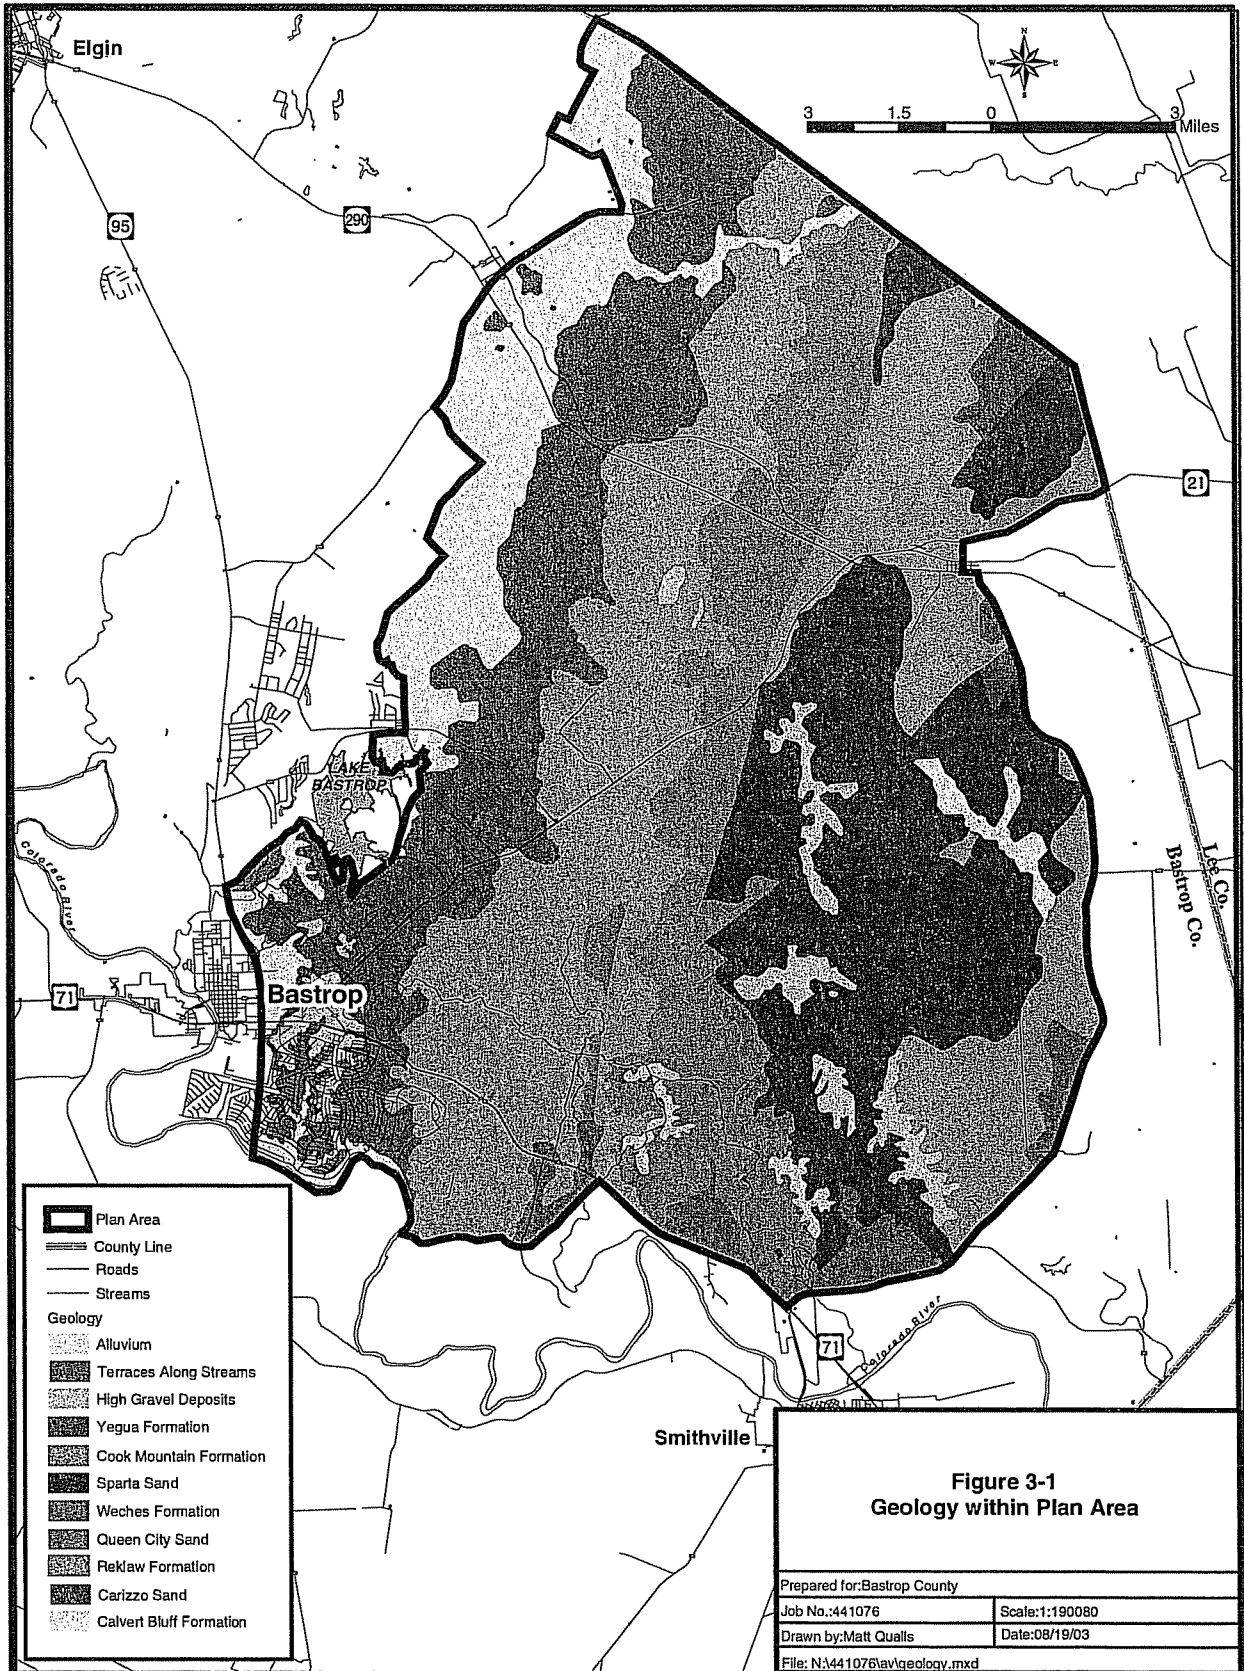 Elgin
N
W E
S
3 1.5 0 3
Miles
95
290
21
LAKE
BASTROP
Colorado River
Lee Co.
Bastrop Co.
71
Bastrop
Plan Area
County Line
Roads
Streams
Geology
Alluvium
Terraces Along Streams
High Gravel Deposits
Yegua Formation
Cook Mountain Formation
Sparta Sand
Weches Formation
Queen City Sand
Reklaw Formation
Carizzo Sand
Calvert Bluff Formation
71
Colorado River
Smithville
Figure 3-1
Geology within Plan Area
Prepared for:Bastrop County
Job No.:441076 Scale:1:190080
Drawn by:Matt Qualls Date:08/19/03
File: N:\441076\av\geology.mxd